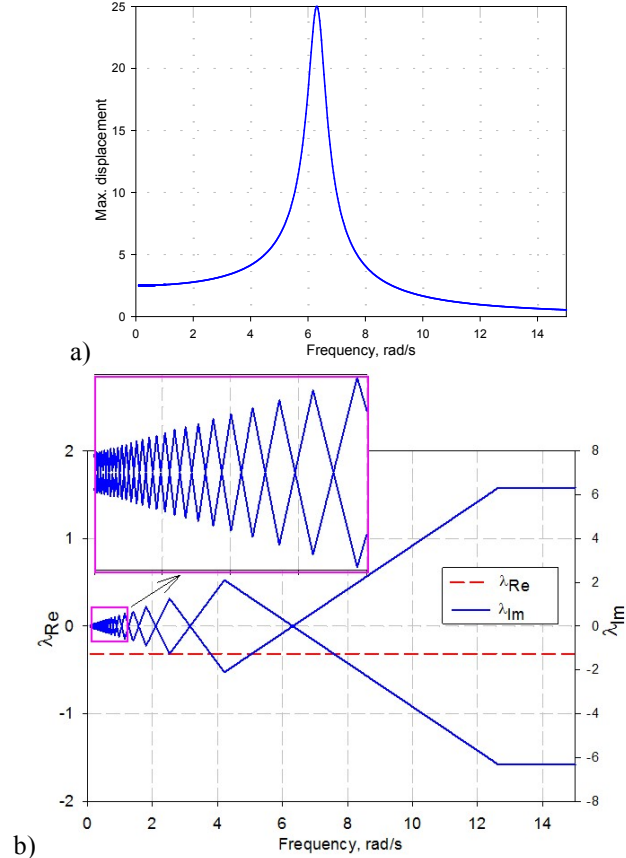 25
20
15
10
5
0
Max. displacement
0 2 4 6 8 10 12 14
Frequency, rad/s
a)
2
1
0
-1
-2
λRe
8
6
4
2
0
-2
-4
-6
-8
λIm
λRe
λIm
0 2 4 6 8 10 12 14
Frequency, rad/s
b)